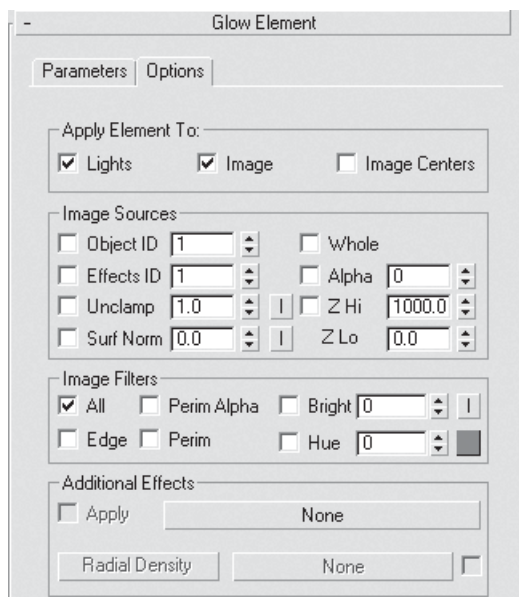 - Glow Element
Parameters Options
Apply Element To:
Lights Image Image Centers
Image Sources
Object ID 1 Whole
Effects ID 1 Alpha 0
Unclamp 1.0 I Z Hi 1000.0
Surf Norm 0.0 I Z Lo 0.0
Image Filters
All Perim Alpha Bright 0 I
Edge Perim Hue 0
Additional Effects
Apply None
Radial Density None